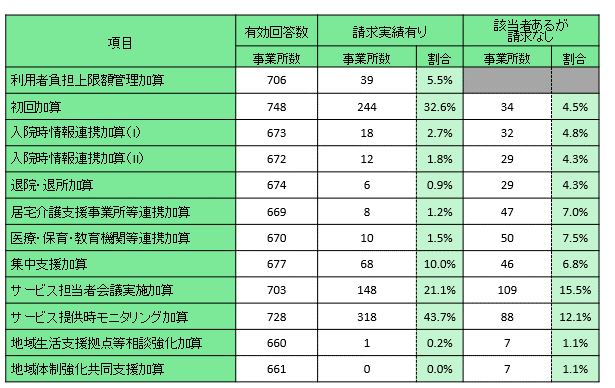 項目 有効回答数 請求実績有り 該当者あるが
請求なし
事業所数 事業所数 割合 事業所数 割合
利用者負担上限額管理加算 706 39 5.5%
初回加算 748 244 32.6% 34 4.5%
入院時情報連携加算(Ⅰ) 673 18 2.7% 32 4.8%
入院時情報連携加算(Ⅱ) 672 12 1.8% 29 4.3%
退院・退所加算 674 6 0.9% 29 4.3%
居宅介護支援事業所等連携加算 669 8 1.2% 47 7.0%
医療・保育・教育機関等連携加算 670 10 1.5% 50 7.5%
集中支援加算 677 68 10.0% 46 6.8%
サービス担当者会議実施加算 703 148 21.1% 109 15.5%
サービス提供時モニタリング加算 728 318 43.7% 88 12.1%
地域生活支援拠点等相談強化加算 660 1 0.2% 7 1.1%
地域体制強化共同支援加算 661 0 0.0% 7 1.1%